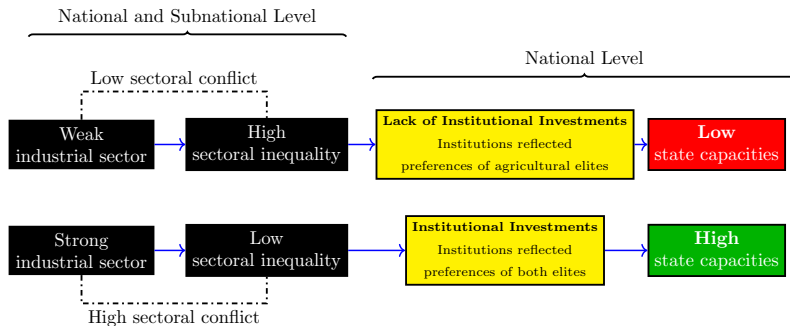 National and Subnational Level
National Level
Low sectoral conflict
Weak
industrial sector
High
sectoral inequality
Lack of Institutional Investments
Institutions reflected
preferences of agricultural elites
Low
state capacities
Strong
industrial sector
Low
sectoral inequality
Institutional Investments
Institutions reflected
preferences of both elites
High
state capacities
High sectoral conflict